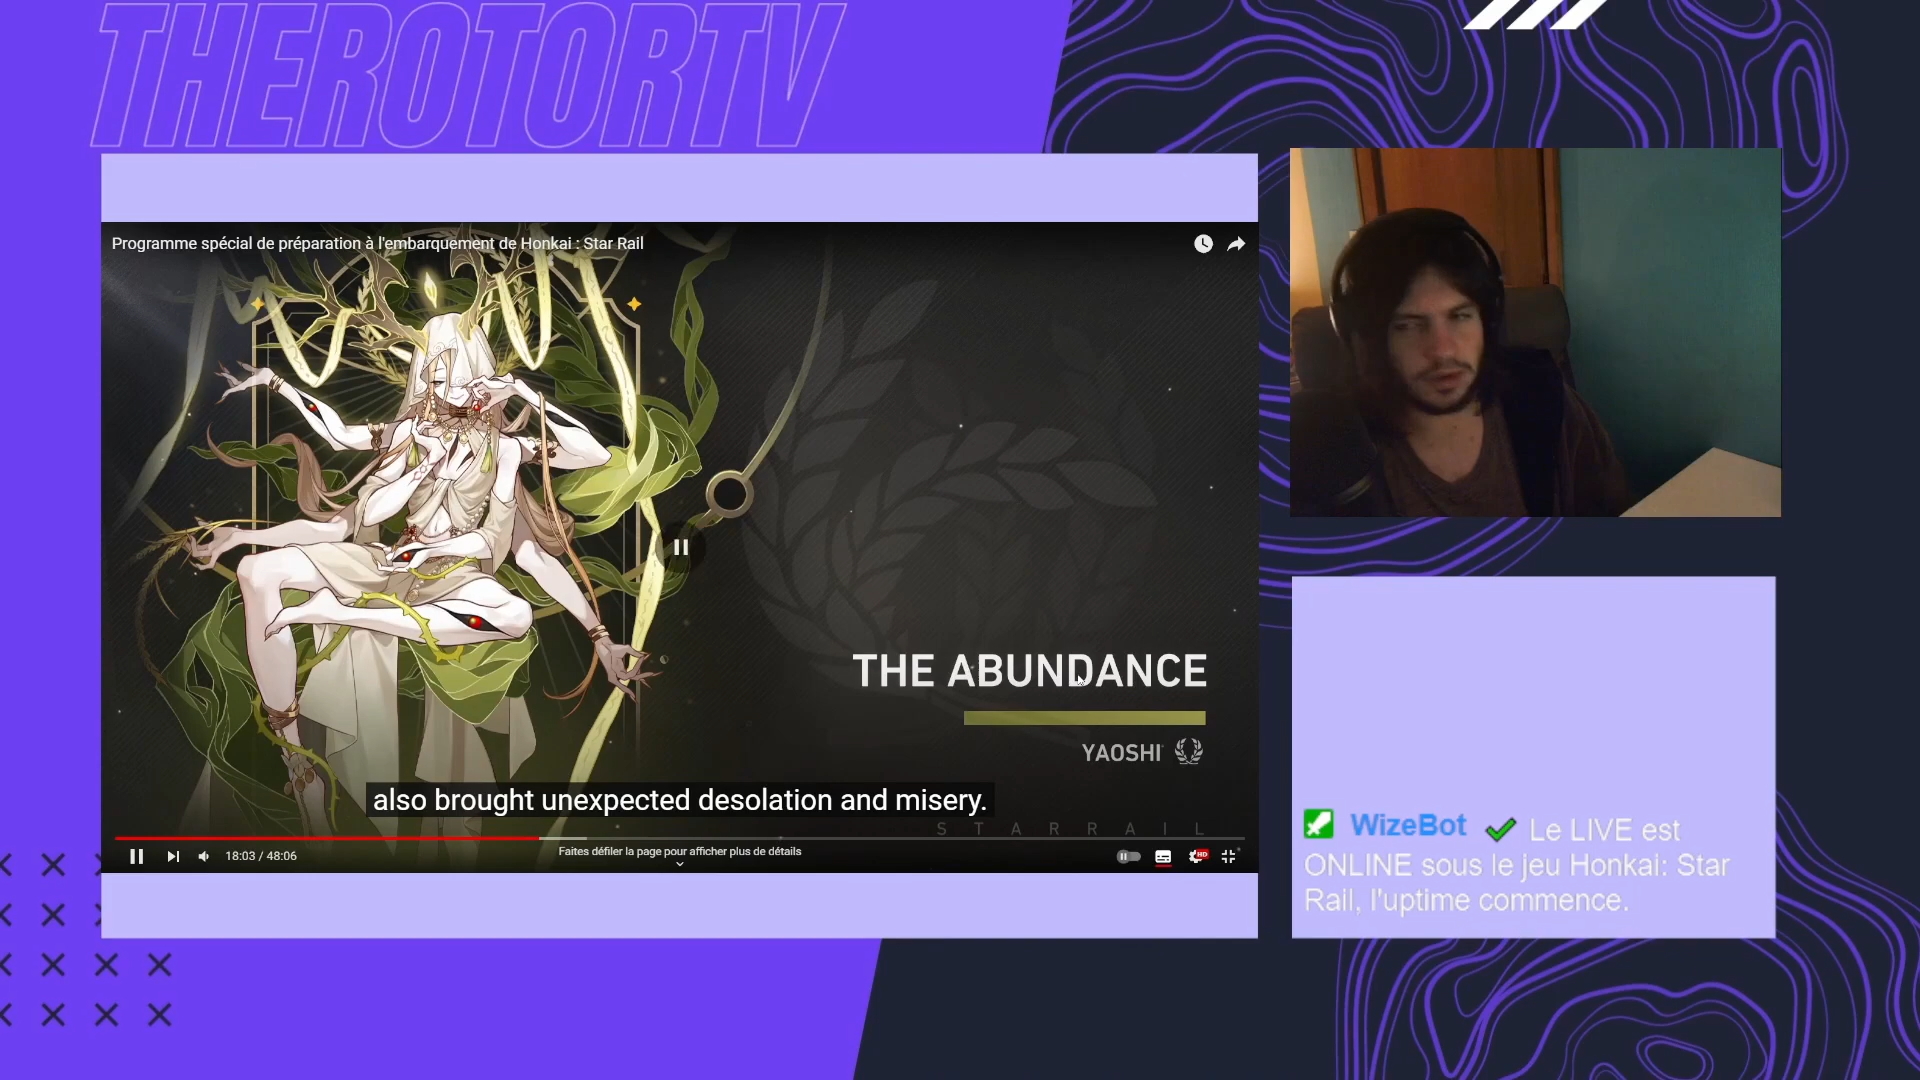 THEROTORTV
Programme spécial de préparation à l'embarquement de Honkai : Star Rail
THE ABUNDANCE
YAOSHI
also brought unexpected desolation and misery.
STARRAIL
18:03 / 48:06
Faites défiler la page pour afficher plus de détails
HD
WizeBot Le LIVE est
ONLINE sous le jeu Honkai: Star
Rail, l'uptime commence.